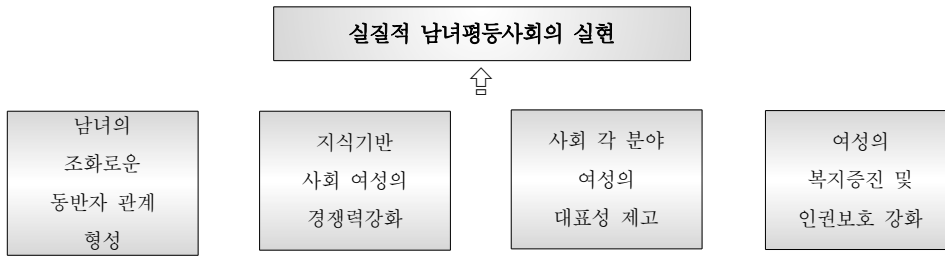 실질적 남녀평등사회의 실현
남녀의
조화로운
동반자 관계
형성
지식기반
사회 여성의
경쟁력강화
사회 각 분야
여성의
대표성 제고
여성의
복지증진 및
인권보호 강화